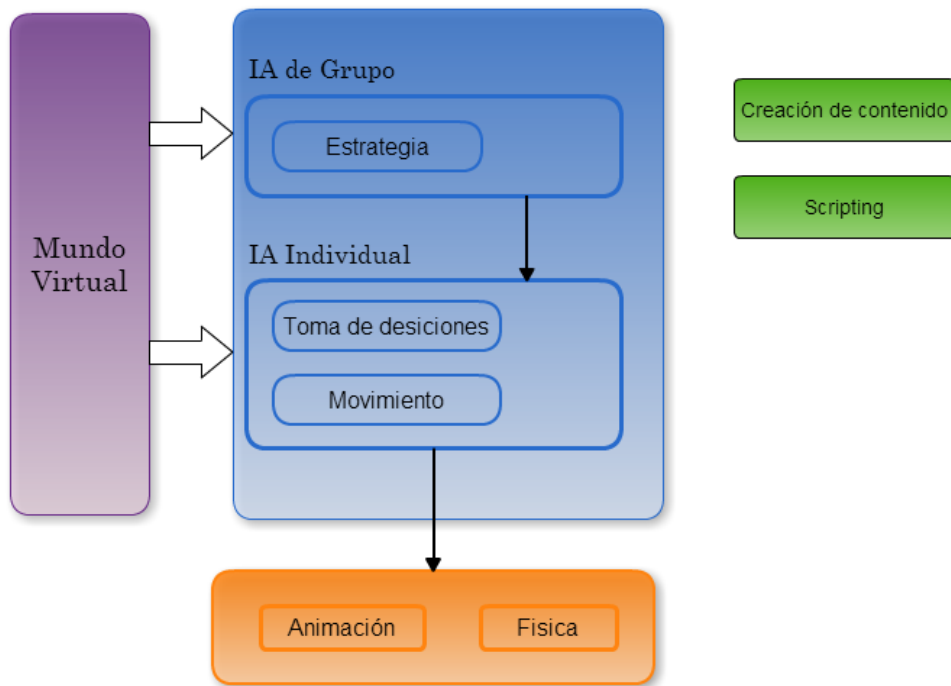 IA de Grupo
Estrategia
Mundo
Virtual
IA Individual
Toma de desiciones
Movimiento
Animación
Fisica
Creación de contenido
Scripting